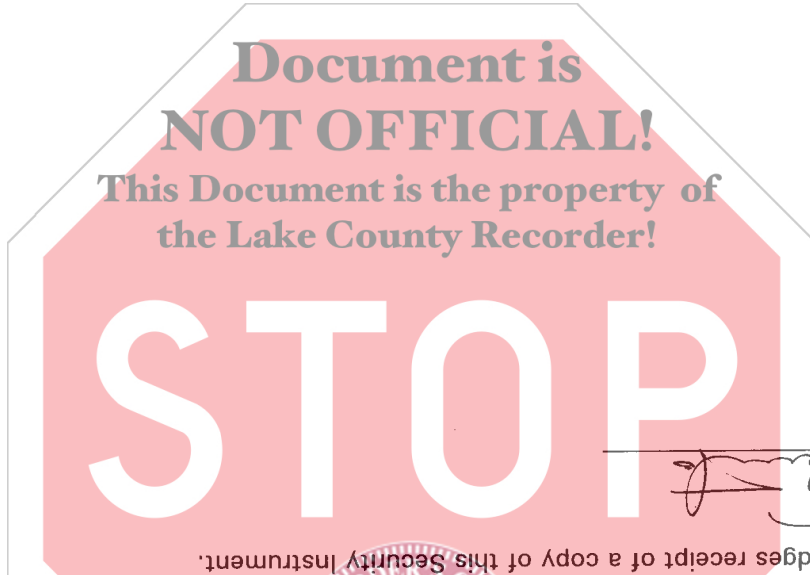 Document is
NOT OFFICIAL!
This Document is the property of
the Lake County Recorder!
STOP
dges receipt of a copy of this Security Instrument.